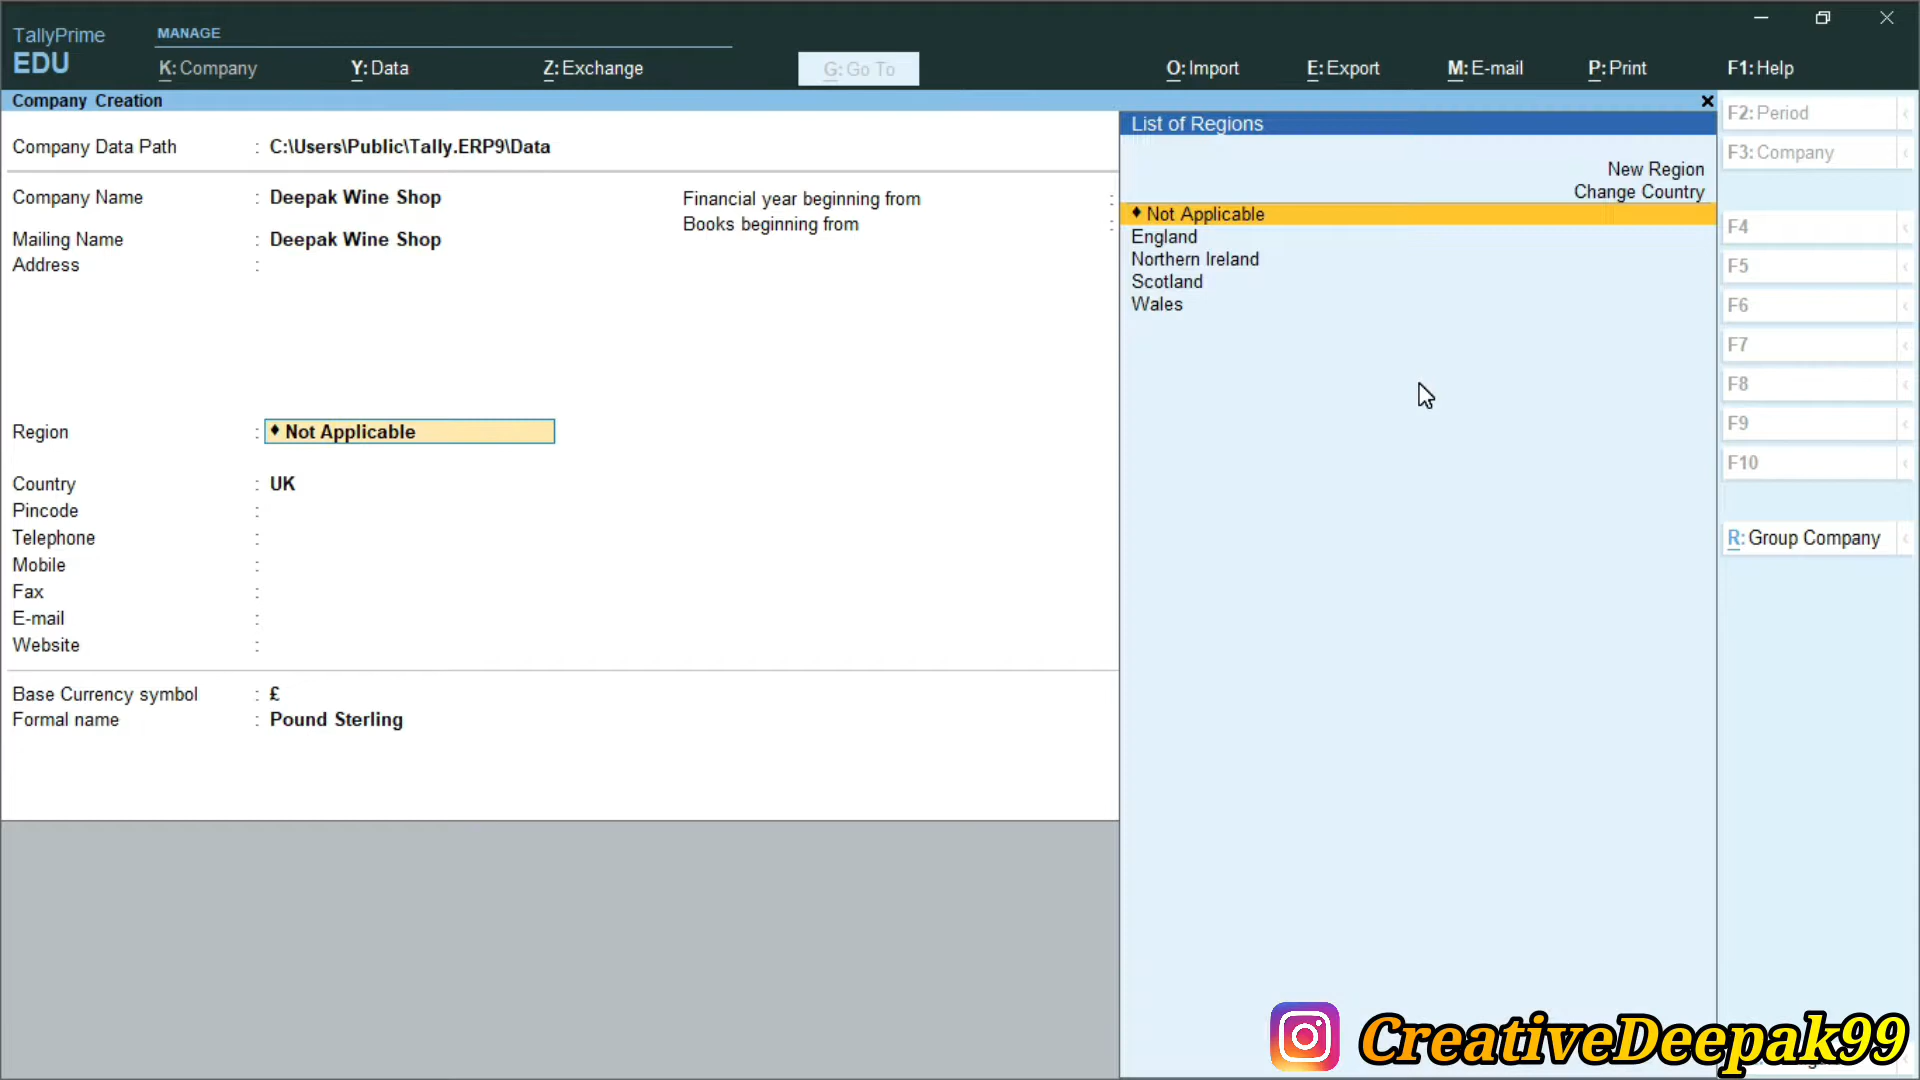 TallyPrime
EDU
MANAGE
K: Company
Y: Data
Z: Exchange
G: Go To
O: Import
E: Export
M: E-mail
P: Print
F1: Help
Company Creation
Company Data Path : C:\Users\Public\Tally.ERP9\Data
Company Name : Deepak Wine Shop
Mailing Name : Deepak Wine Shop
Address :
Financial year beginning from :
Books beginning from :
Region : ♦ Not Applicable
Country : UK
Pincode :
Telephone :
Mobile :
Fax :
E-mail :
Website :
Base Currency symbol : £
Formal name : Pound Sterling
List of Regions
New Region
Change Country
♦ Not Applicable
England
Northern Ireland
Scotland
Wales
F2: Period
F3: Company
F4
F5
F6
F7
F8
F9
F10
R: Group Company
CreativeDeepak99